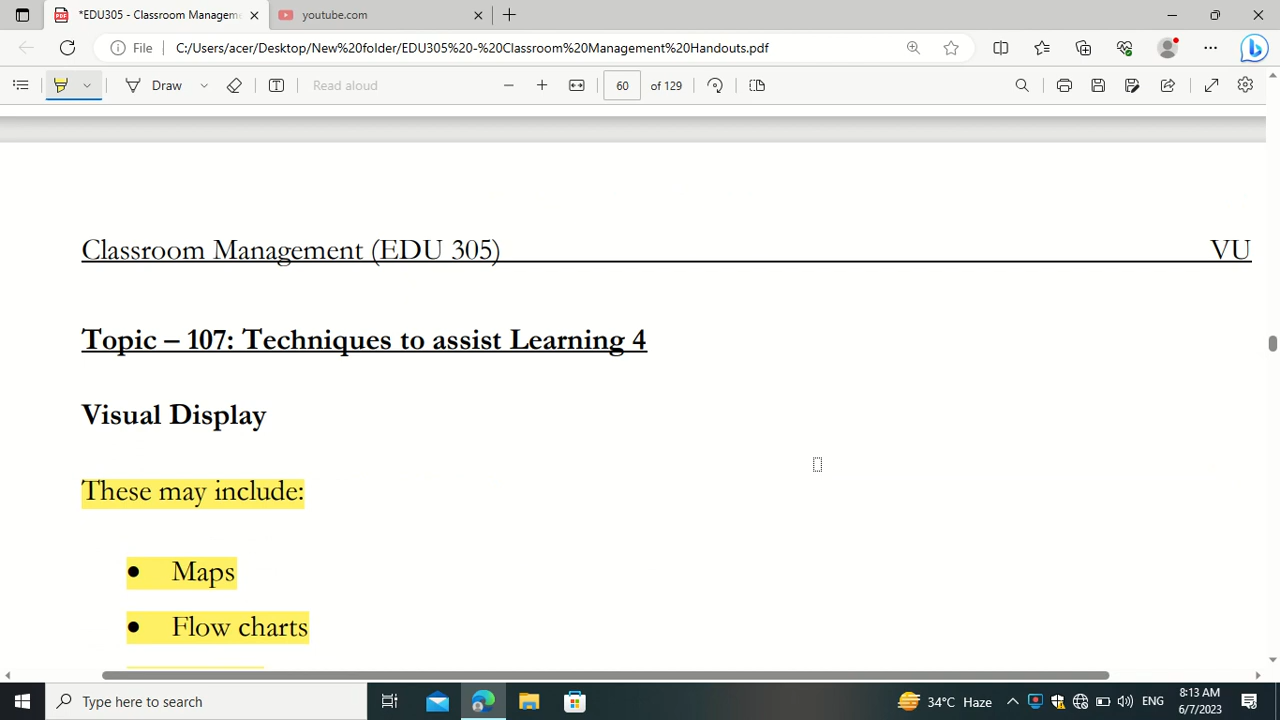 *EDU305 - Classroom Manageme
youtube.com
File
C:/Users/acer/Desktop/New%20folder/EDU305%20-%20Classroom%20Management%20Handouts.pdf
Draw
Read aloud
60
of 129
Classroom Management (EDU 305)
VU
Topic – 107: Techniques to assist Learning 4
Visual Display
These may include:
• Maps
• Flow charts
Type here to search
34°C Haze
ENG
8:13 AM
6/7/2023